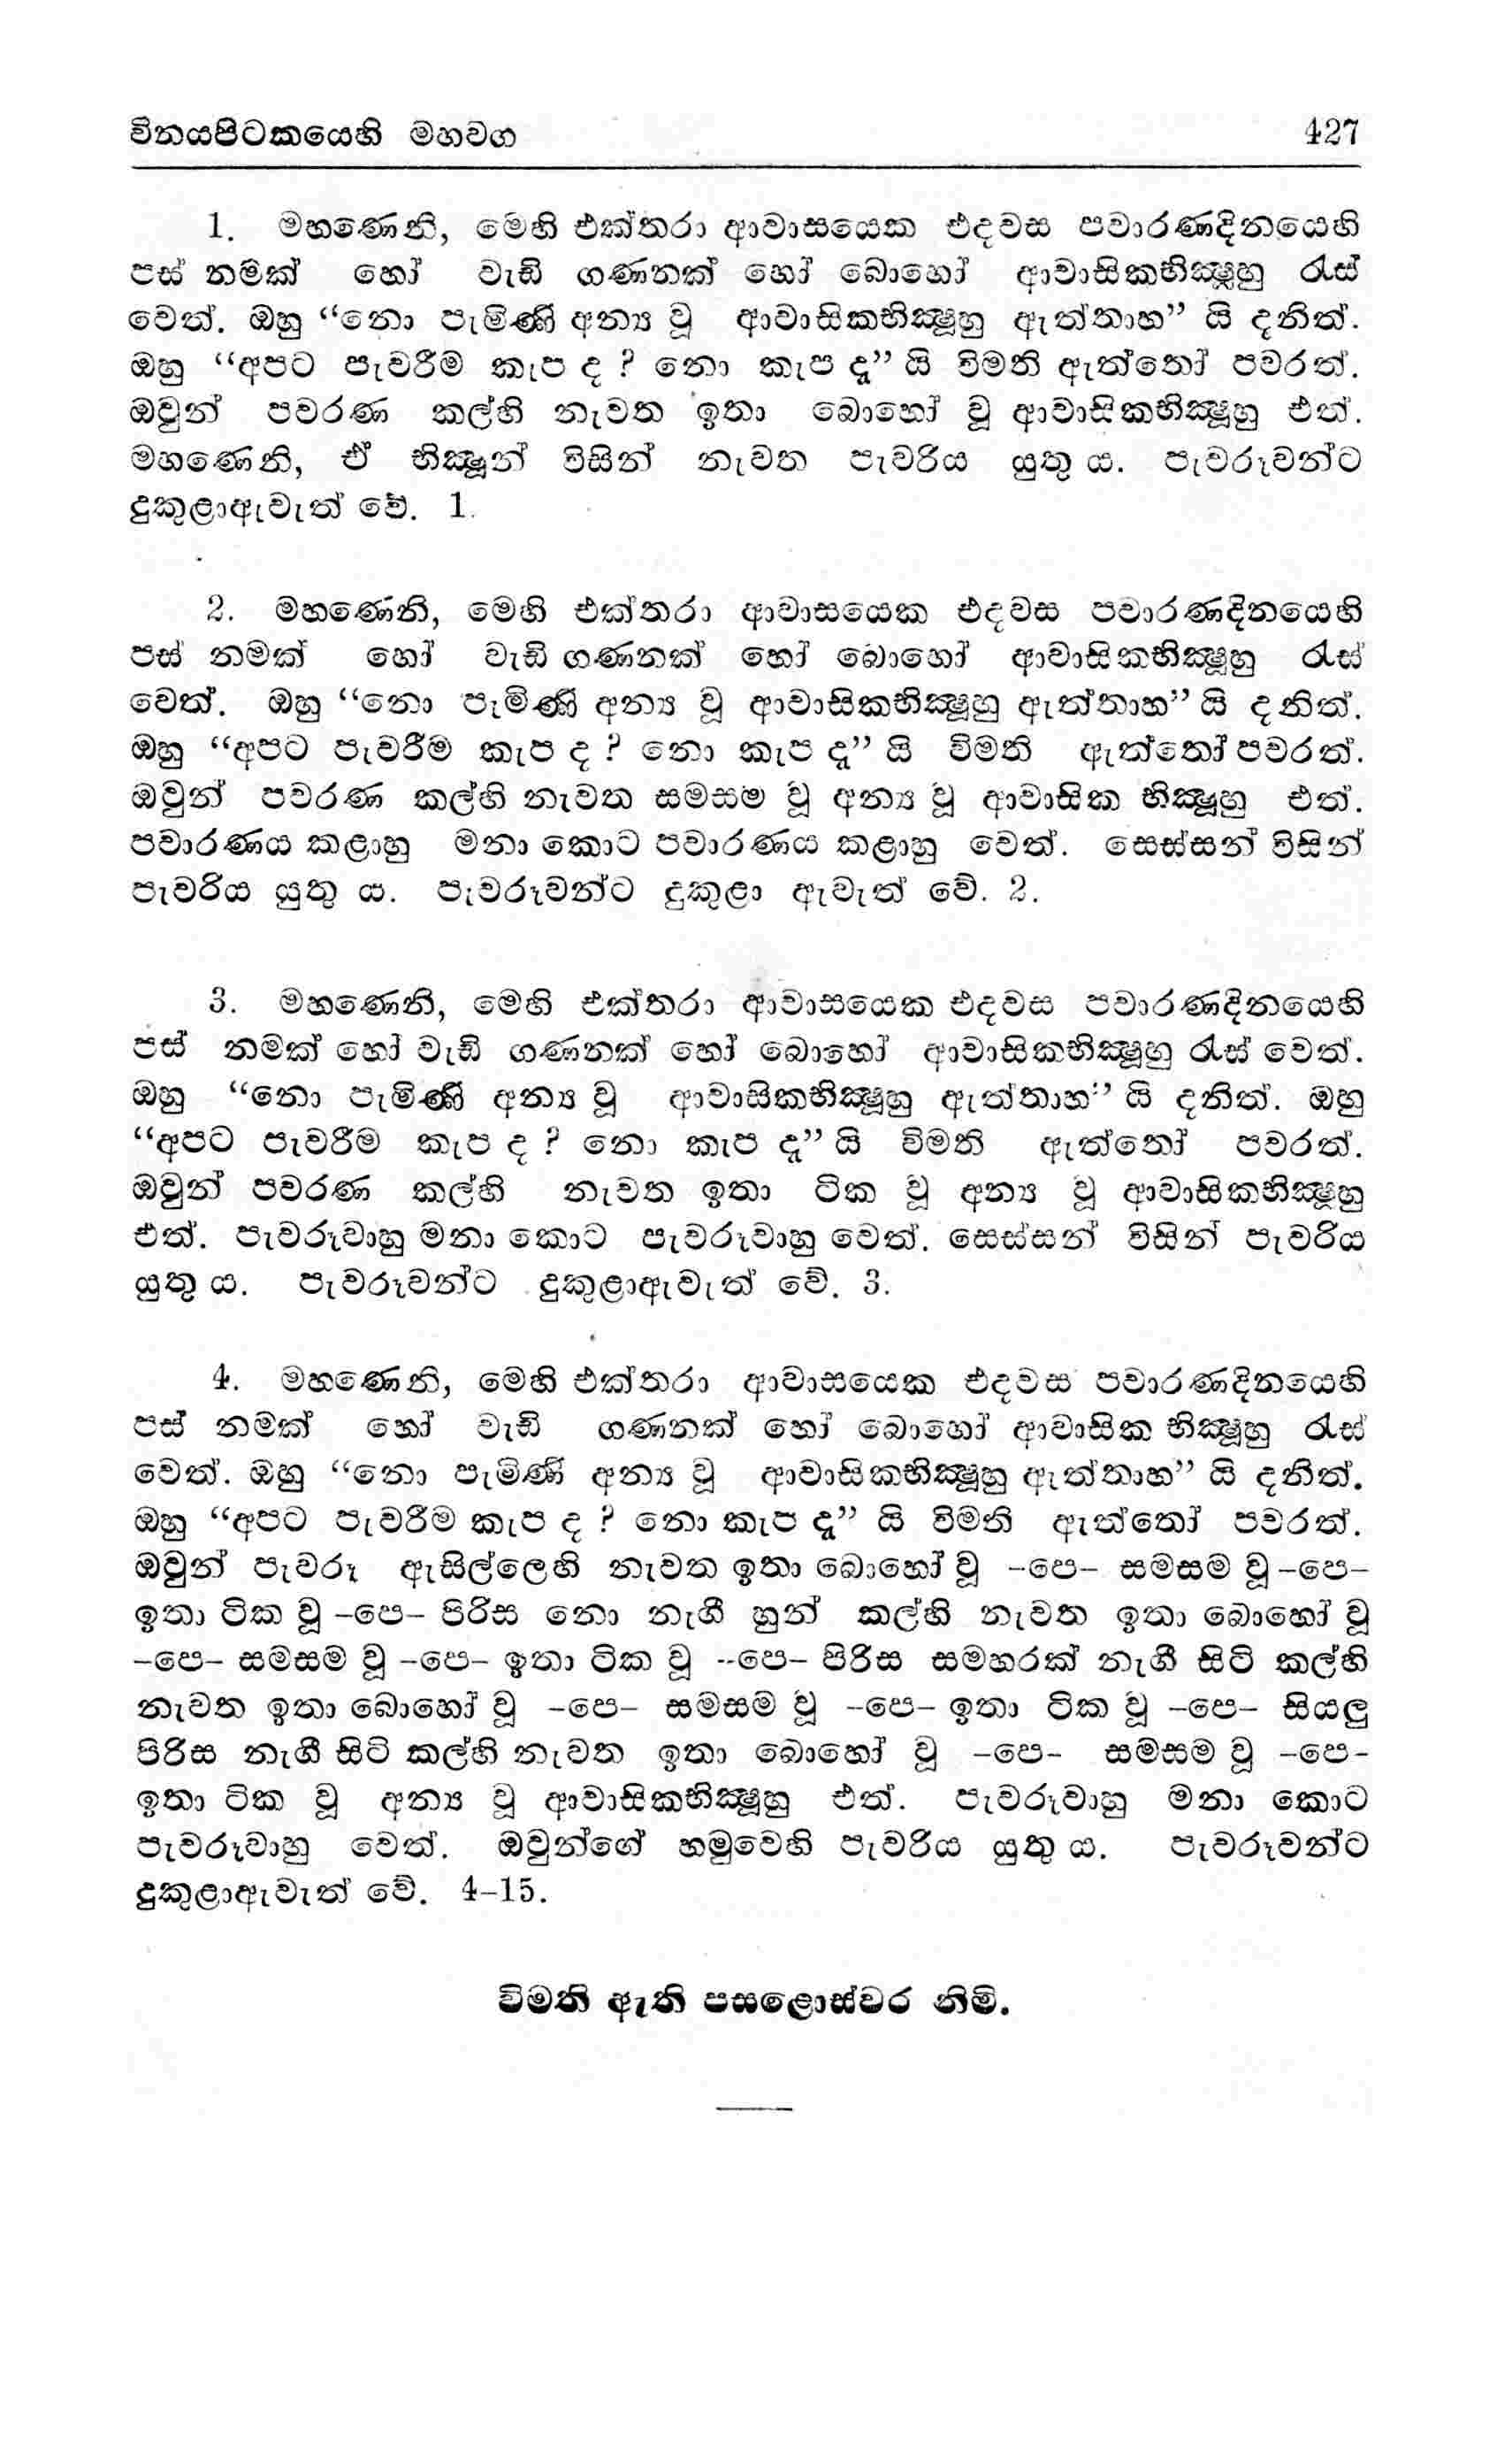 විනයපිටකයෙහි මහවග 427
1. මහණෙනි, මෙහි එක්තරා ආවාසයෙක එදවස පවාරණදිනයෙහි
පස් නමක් හෝ වැඩි ගණනක් හෝ බොහෝ ආවාසිකභික්‍ෂූහු රැස්
වෙත්. ඔහු “නො පැමිණි අන්‍ය වූ ආවාසිකභික්‍ෂූහු ඇත්තාහ” යි දනිත්.
ඔහු “අපට පැවරීම කැප ද ? නො කැප දැ” යි විමති ඇත්තෝ පවරත්.
ඔවුන් පවරණ කල්හි නැවත ඉතා බොහෝ වූ ආවාසිකභික්‍ෂූහු එත්.
මහණෙනි, ඒ භික්‍ෂූන් විසින් නැවත පැවරිය යුතු ය. පැවරූවන්ට
දුකුළාඇවැත් වේ. 1.
2. මහණෙනි, මෙහි එක්තරා ආවාසයෙක එදවස පවාරණදිනයෙහි
පස් නමක් හෝ වැඩි ගණනක් හෝ බොහෝ ආවාසිකභික්‍ෂූහු රැස්
වෙත්. ඔහු “නො පැමිණි අන්‍ය වූ ආවාසිකභික්‍ෂූහු ඇත්තාහ” යි දනිත්.
ඔහු “අපට පැවරීම කැප ද ? නො කැප දැ” යි විමති ඇත්තෝ පවරත්.
ඔවුන් පවරණ කල්හි නැවත සමසම වූ අන්‍ය වූ ආවාසික භික්‍ෂූහු එත්.
පවාරණය කළාහු මනා කොට පවාරණය කළාහු වෙත්. සෙස්සන් විසින්
පැවරිය යුතු ය. පැවරූවන්ට දුකුළා ඇවැත් වේ. 2.
3. මහණෙනි, මෙහි එක්තරා ආවාසයෙක එදවස පවාරණදිනයෙහි
පස් නමක් හෝ වැඩි ගණනක් හෝ බොහෝ ආවාසිකභික්‍ෂූහු රැස් වෙත්.
ඔහු “නො පැමිණි අන්‍ය වූ ආවාසිකභික්‍ෂූහු ඇත්තාහ” යි දනිත්. ඔහු
“අපට පැවරීම කැප ද ? නො කැප දැ” යි විමති ඇත්තෝ පවරත්.
ඔවුන් පවරණ කල්හි නැවත ඉතා ටික වූ අන්‍ය වූ ආවාසිකභික්‍ෂූහු
එත්. පැවරූවාහු මනා කොට පැවරූවාහු වෙත්. සෙස්සන් විසින් පැවරිය
යුතු ය. පැවරූවන්ට දුකුළාඇවැත් වේ. 3.
4. මහණෙනි, මෙහි එක්තරා ආවාසයෙක එදවස පවාරණදිනයෙහි
පස් නමක් හෝ වැඩි ගණනක් හෝ බොහෝ ආවාසික භික්‍ෂූහු රැස්
වෙත්. ඔහු “නො පැමිණි අන්‍ය වූ ආවාසිකභික්‍ෂූහු ඇත්තාහ” යි දනිත්.
ඔහු “අපට පැවරීම කැප ද ? නො කැප දැ” යි විමති ඇත්තෝ පවරත්.
ඔවුන් පැවරූ ඇසිල්ලෙහි නැවත ඉතා බොහෝ වූ -පෙ- සමසම වූ -පෙ-
ඉතා ටික වූ -පෙ- පිරිස නො නැගී හුන් කල්හි නැවත ඉතා බොහෝ වූ
-පෙ- සමසම වූ -පෙ- ඉතා ටික වූ --පෙ- පිරිස සමහරක් නැගී සිටි කල්හි
නැවත ඉතා බොහෝ වූ -පෙ- සමසම වූ -පෙ- ඉතා ටික වූ -පෙ- සියලු
පිරිස නැගී සිටි කල්හි නැවත ඉතා බොහෝ වූ -පෙ- සමසම වූ -පෙ-
ඉතා ටික වූ අන්‍ය වූ ආවාසිකභික්‍ෂූහු එත්. පැවරූවාහු මනා කොට
පැවරූවාහු වෙත්. ඔවුන්ගේ හමුවෙහි පැවරිය යුතු ය. පැවරූවන්ට
දුකුළාඇවැත් වේ. 4-15.
විමති ඇති පසළොස්වර නිමි.